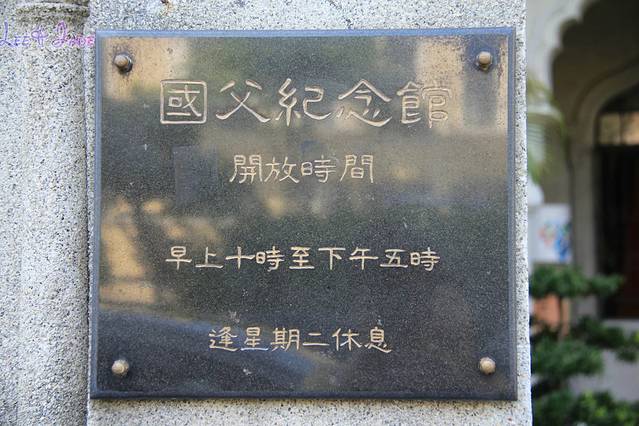 國父紀念館
開放時間
早上十時至下午五時
逢星期二休息